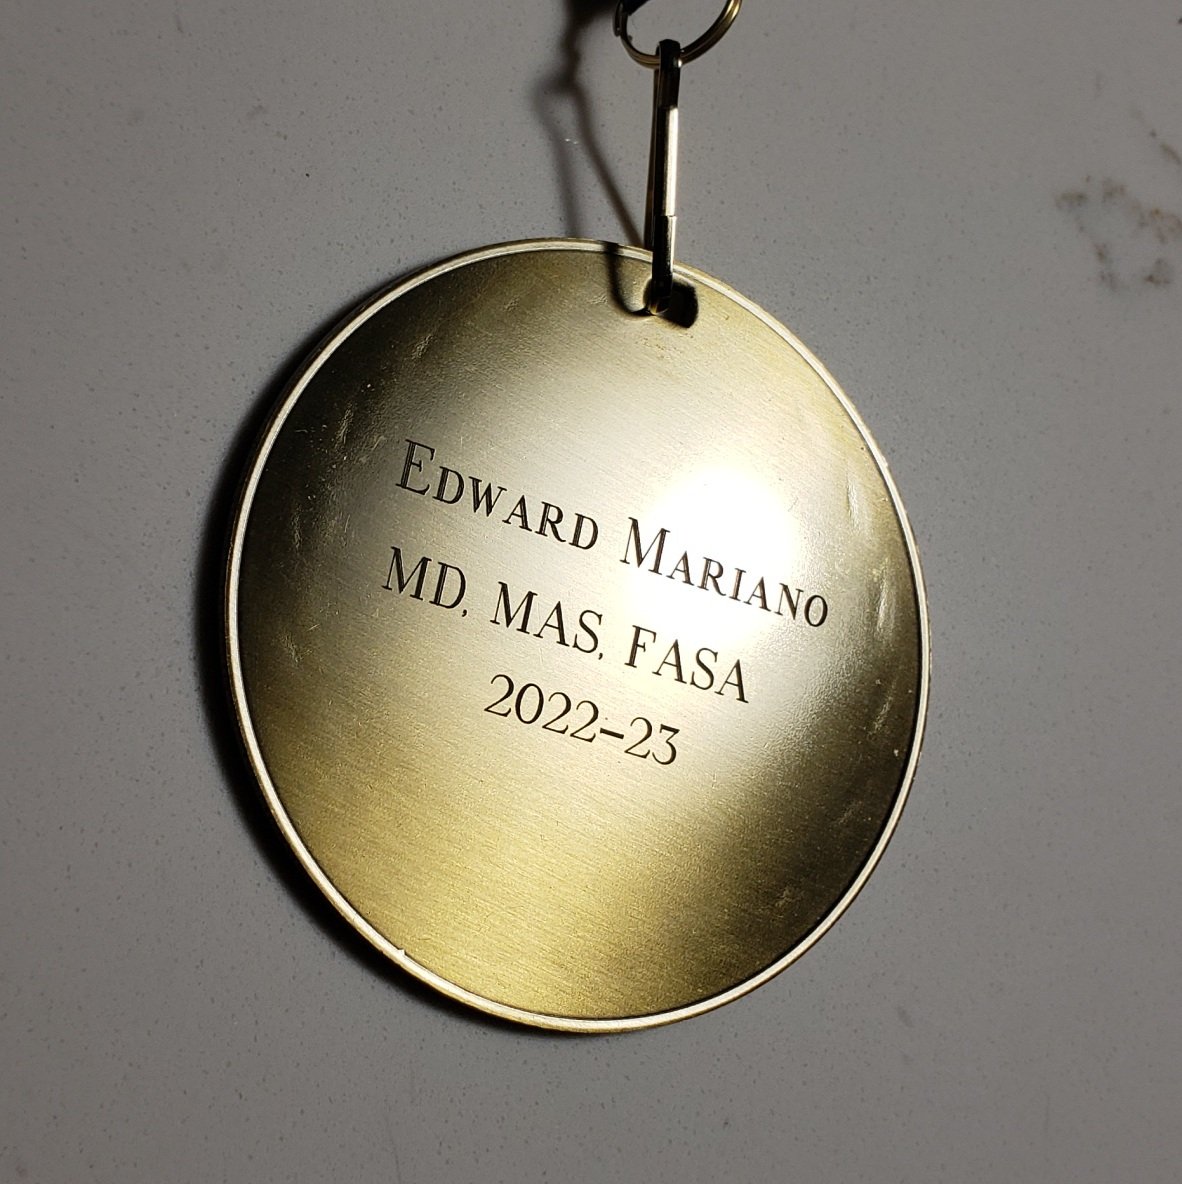 Edward Mariano
MD, MAS, FASA
2022–23